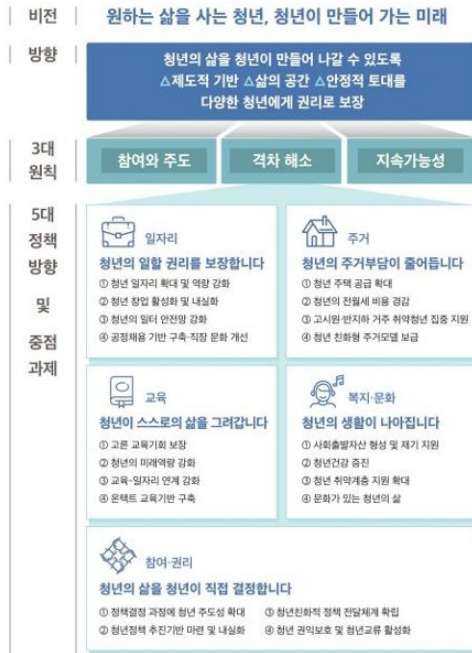 비전
원하는 삶을 사는 청년, 청년이 만들어 가는 미래
방향
청년의 삶을 청년이 만들어 나갈 수 있도록
△제도적 기반 △삶의 공간 △안정적 토대를
다양한 청년에게 권리로 보장
3대
원칙
참여와 주도
격차 해소
지속가능성
5대
정책
방향
및
중점
과제
일자리
청년의 일할 권리를 보장합니다
① 청년 일자리 확대 및 역량 강화
② 청년 창업 활성화 및 내실화
③ 청년의 일터 안전망 강화
④ 공정채용 기반 구축·직장 문화 개선
주거
청년의 주거부담이 줄어듭니다
① 청년 주택 공급 확대
② 청년의 전월세 비용 경감
③ 고시원·반지하 거주 취약청년 집중 지원
④ 청년 친화형 주거모델 보급
교육
청년이 스스로의 삶을 그려갑니다
① 고른 교육기회 보장
② 청년의 미래역량 강화
③ 교육-일자리 연계 강화
④ 온택트 교육기반 구축
복지·문화
청년의 생활이 나아집니다
① 사회출발자산 형성 및 재기 지원
② 청년건강 증진
③ 청년 취약계층 지원 확대
④ 문화가 있는 청년의 삶
참여·권리
청년의 삶을 청년이 직접 결정합니다
① 정책결정 과정에 청년 주도성 확대
② 청년정책 추진기반 마련 및 내실화
③ 청년친화적 정책 전달체계 확립
④ 청년 권익보호 및 청년교류 활성화